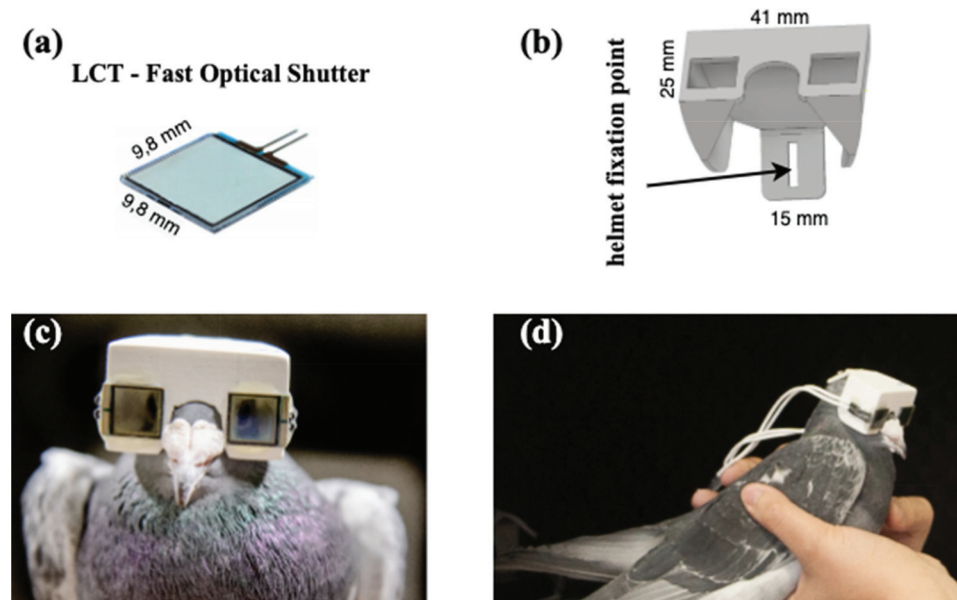 (a)
LCT - Fast Optical Shutter
9,8 mm
9,8 mm
(b)
41 mm
25 mm
helmet fixation point
15 mm
(c)
(d)